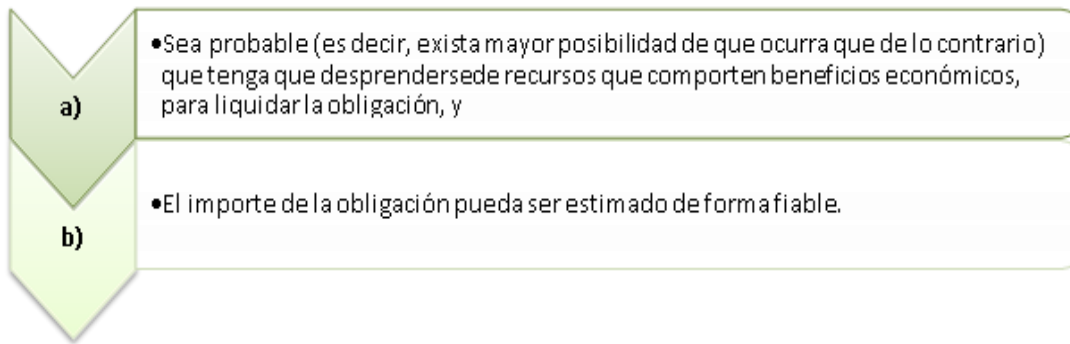 a)
•Sea probable (es decir, exista mayor posibilidad de que ocurra que de lo contrario)
que tenga que desprendersede recursos que comporten beneficios económicos,
para liquidar la obligación, y
b)
•El importe de la obligación pueda ser estimado de forma fiable.